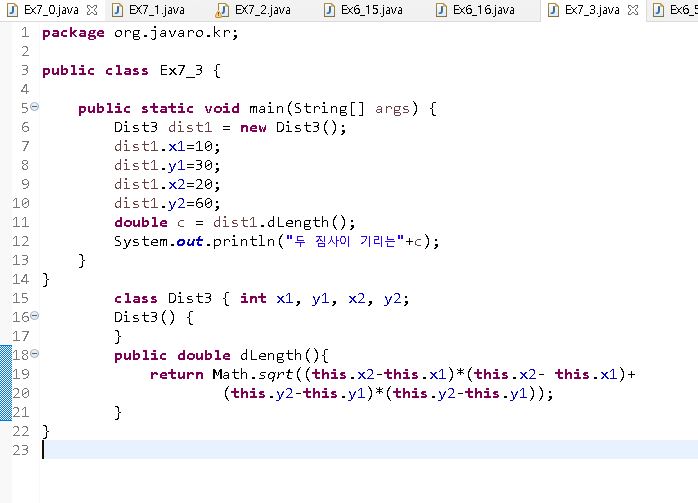 Ex7_0.java
EX7_1.java
EX7_2.java
Ex6_15.java
Ex6_16.java
Ex7_3.java
Ex6_5
1 package org.javaro.kr;
2
3 public class Ex7_3 {
4
5 public static void main(String[] args) {
6 Dist3 dist1 = new Dist3();
7 dist1.x1=10;
8 dist1.y1=30;
9 dist1.x2=20;
10 dist1.y2=60;
11 double c = dist1.dLength();
12 System.out.println("두 점사이 거리는"+c);
13 }
14 }
15 class Dist3 { int x1, y1, x2, y2;
16 Dist3() {
17 }
18 public double dLength(){
19 return Math.sqrt((this.x2-this.x1)*(this.x2- this.x1)+
20 (this.y2-this.y1)*(this.y2-this.y1));
21 }
22 }
23